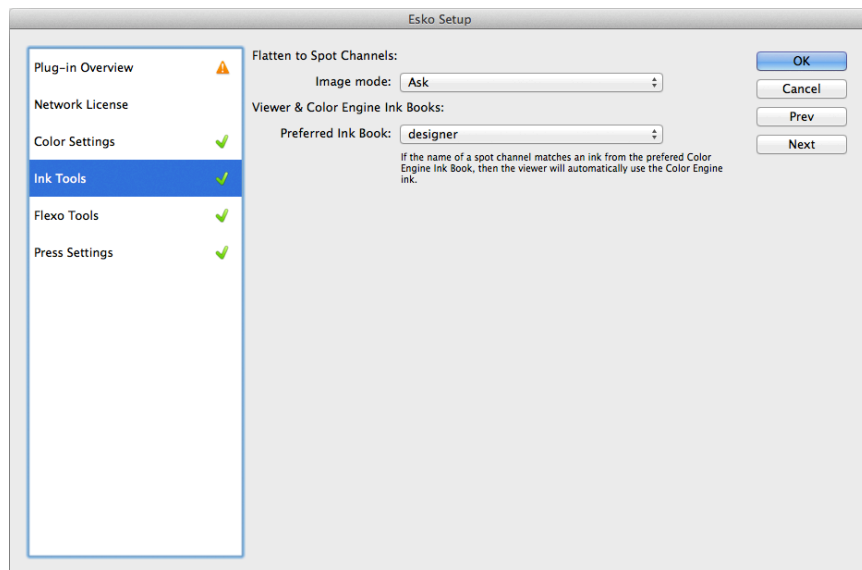 Esko Setup
Plug-in Overview
Network License
Color Settings
Ink Tools
Flexo Tools
Press Settings
Flatten to Spot Channels:
Image mode: Ask
Viewer & Color Engine Ink Books:
Preferred Ink Book: designer
If the name of a spot channel matches an ink from the prefered Color
Engine Ink Book, then the viewer will automatically use the Color Engine
ink.
OK
Cancel
Prev
Next